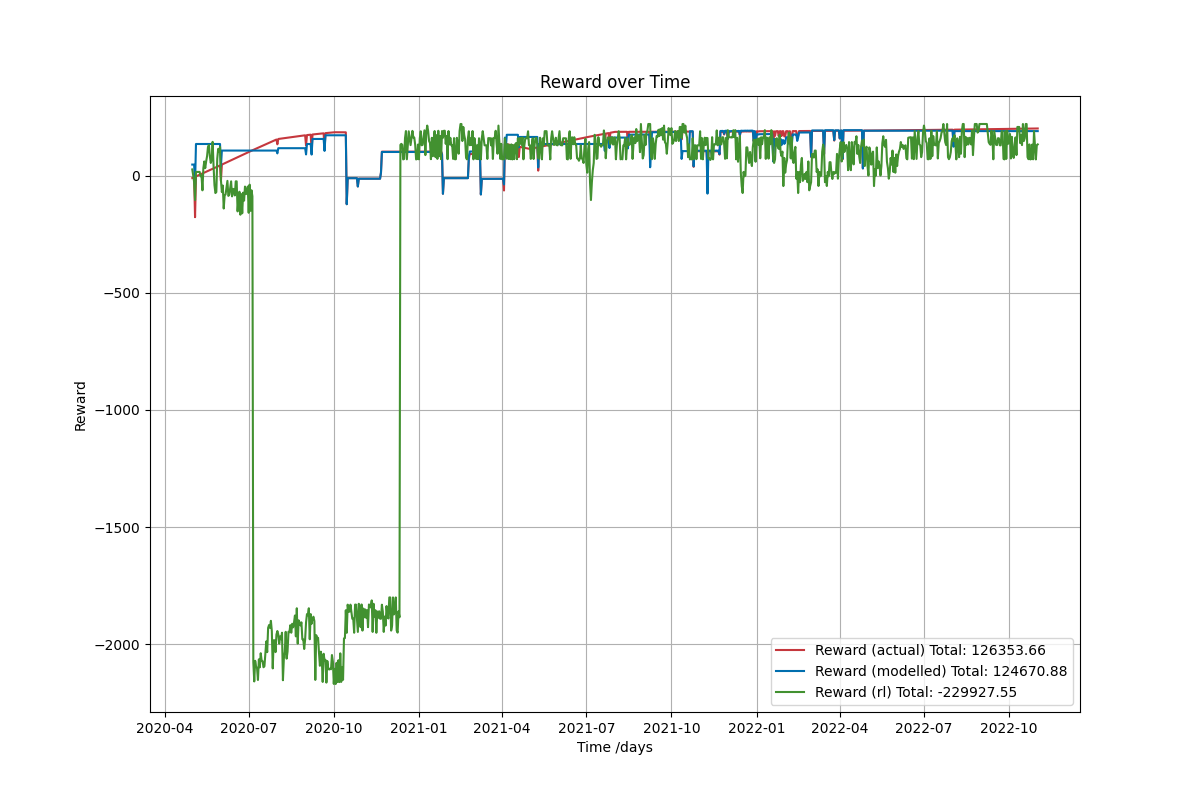 Reward over Time
Reward
0
−500
−1000
−1500
−2000
Reward (actual) Total: 126353.66
Reward (modelled) Total: 124670.88
Reward (rl) Total: -229927.55
2020-04 2020-07 2020-10 2021-01 2021-04 2021-07 2021-10 2022-01 2022-04 2022-07 2022-10
Time /days